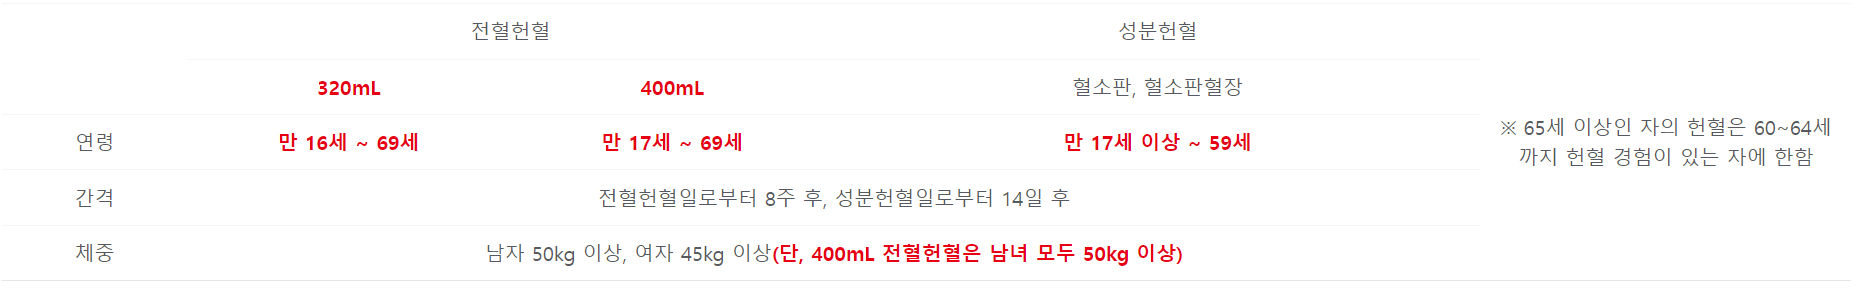 전혈헌혈
성분헌혈
320mL
400mL
혈소판, 혈소판혈장
연령
만 16세 ~ 69세
만 17세 ~ 69세
만 17세 이상 ~ 59세
※ 65세 이상인 자의 헌혈은 60~64세
까지 헌혈 경험이 있는 자에 한함
간격
전혈헌혈일로부터 8주 후, 성분헌혈일로부터 14일 후
체중
남자 50kg 이상, 여자 45kg 이상(단, 400mL 전혈헌혈은 남녀 모두 50kg 이상)